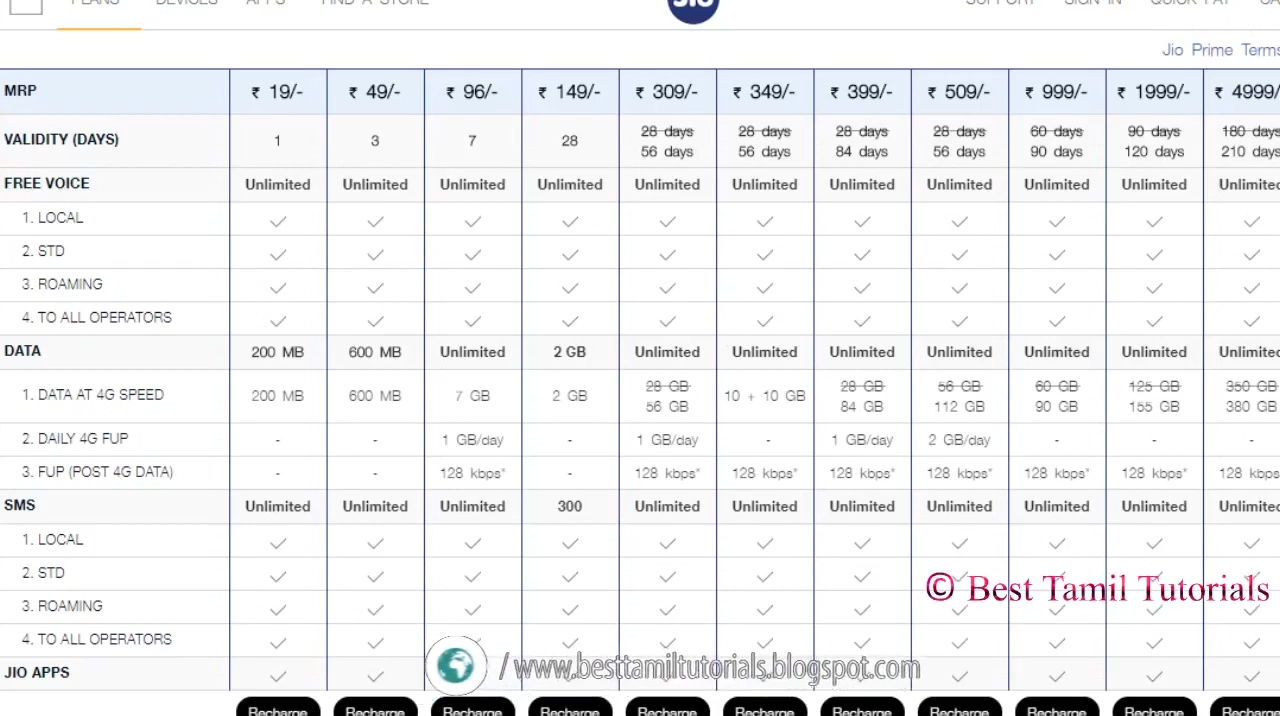 PLANS DEVICES APPS FIND A STORE Jio SUPPORT SIGN IN QUICK PAY
Jio Prime Terms
MRP ₹ 19/- ₹ 49/- ₹ 96/- ₹ 149/- ₹ 309/- ₹ 349/- ₹ 399/- ₹ 509/- ₹ 999/- ₹ 1999/- ₹ 4999/
28 days 28 days 28 days 28 days 60 days 90 days 180 days
VALIDITY (DAYS) 1 3 7 28 56 days 56 days 84 days 56 days 90 days 120 days 210 days
FREE VOICE Unlimited Unlimited Unlimited Unlimited Unlimited Unlimited Unlimited Unlimited Unlimited Unlimited Unlimited
1. LOCAL
2. STD
3. ROAMING
4. TO ALL OPERATORS
DATA 200 MB 600 MB Unlimited 2 GB Unlimited Unlimited Unlimited Unlimited Unlimited Unlimited Unlimited
28 GB 28 GB 56 GB 60 GB 125 GB 350 GB
1. DATA AT 4G SPEED 200 MB 600 MB 7 GB 2 GB 56 GB 10 + 10 GB 84 GB 112 GB 90 GB 155 GB 380 GB
2. DAILY 4G FUP - - 1 GB/day - 1 GB/day - 1 GB/day 2 GB/day - - -
3. FUP (POST 4G DATA) - - 128 kbps* - 128 kbps* 128 kbps* 128 kbps* 128 kbps* 128 kbps* 128 kbps* 128 kbps
SMS Unlimited Unlimited Unlimited 300 Unlimited Unlimited Unlimited Unlimited Unlimited Unlimited Unlimited
1. LOCAL
2. STD
© Best Tamil Tutorials
3. ROAMING
4. TO ALL OPERATORS
/ www.besttamiltutorials.blogspot.com
JIO APPS
Recharge Recharge Recharge Recharge Recharge Recharge Recharge Recharge Recharge Recharge Recharge